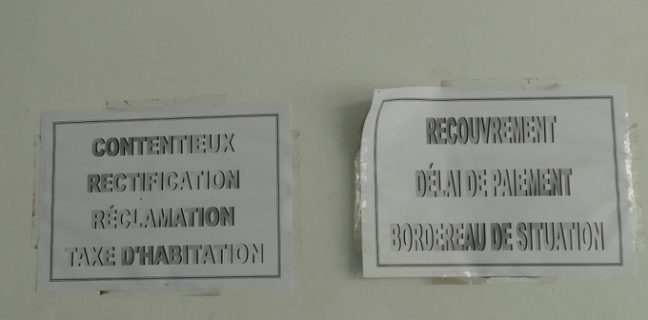 CONTENTIEUX
RECTIFICATION
RÉCLAMATION
TAXE D'HABITATION
RECOUVREMENT
DÉLAI DE PAIEMENT
BORDEREAU DE SITUATION